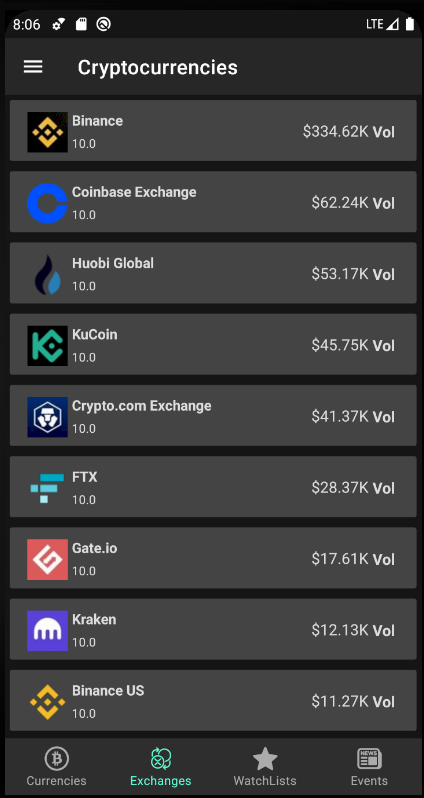 8:06
LTE
Cryptocurrencies
Binance
10.0
$334.62K Vol
Coinbase Exchange
10.0
$62.24K Vol
Huobi Global
10.0
$53.17K Vol
KuCoin
10.0
$45.75K Vol
Crypto.com Exchange
10.0
$41.37K Vol
FTX
10.0
$28.37K Vol
Gate.io
10.0
$17.61K Vol
Kraken
10.0
$12.13K Vol
Binance US
10.0
$11.27K Vol
NEWS
Currencies
Exchanges
WatchLists
Events